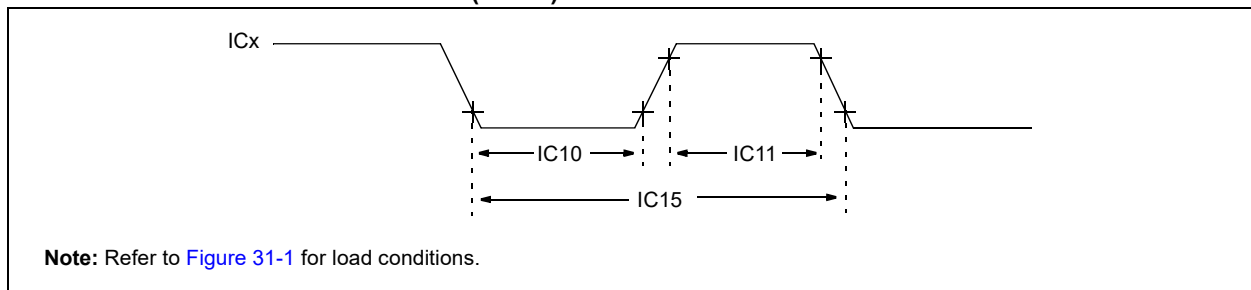 ICx
IC10
IC11
IC15
Note: Refer to Figure 31-1 for load conditions.